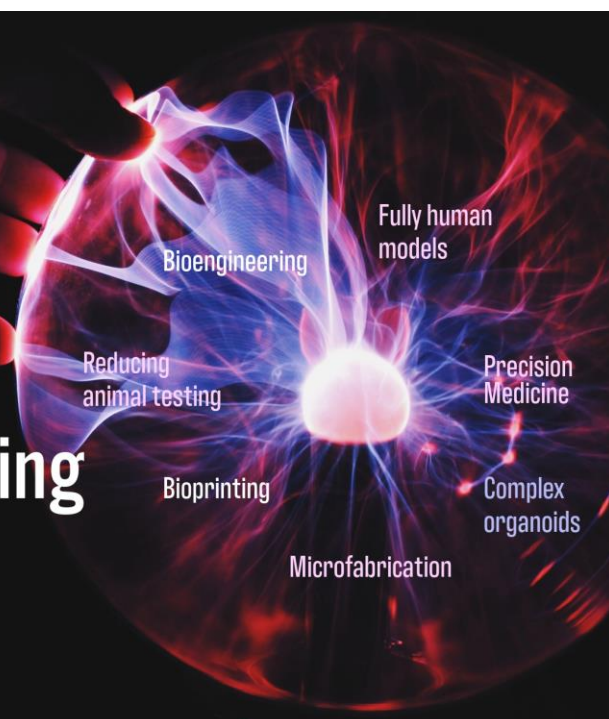 Fully human
models
Bioengineering
Reducing
animal testing
Precision
Medicine
ing
Bioprinting
Complex
organoids
Microfabrication